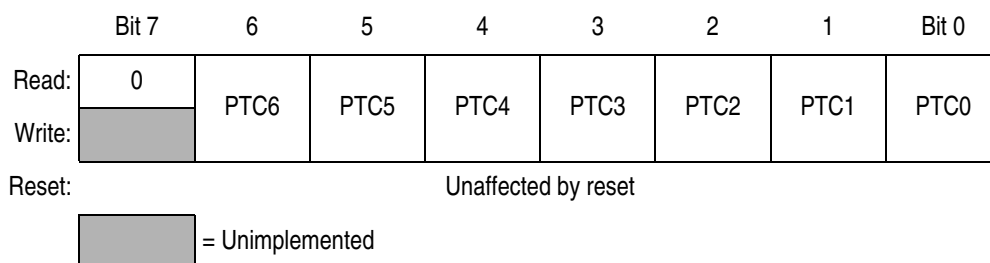 Bit 7 6 5 4 3 2 1 Bit 0
Read: 0
PTC6 PTC5 PTC4 PTC3 PTC2 PTC1 PTC0
Write:
Reset: Unaffected by reset
= Unimplemented